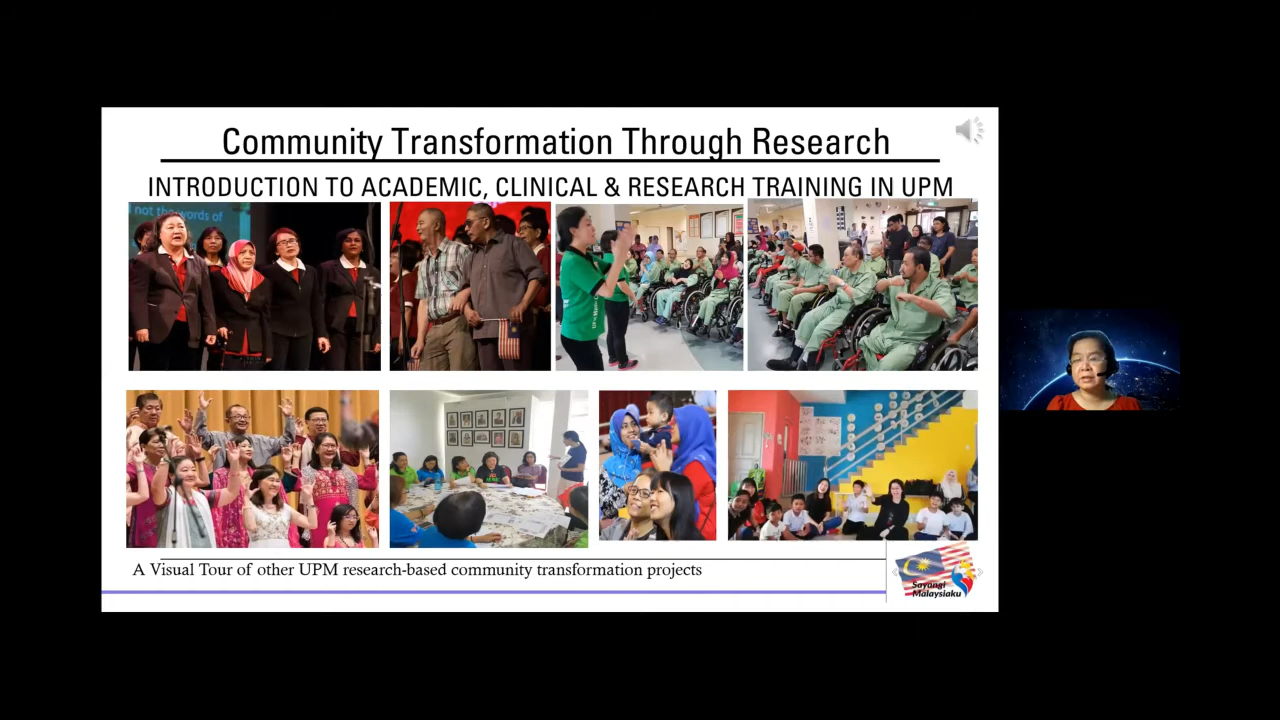 Community Transformation Through Research
INTRODUCTION TO ACADEMIC, CLINICAL & RESEARCH TRAINING IN UPM
not the words of
A Visual Tour of other UPM research-based community transformation projects
Sayangi
Malaysiaku